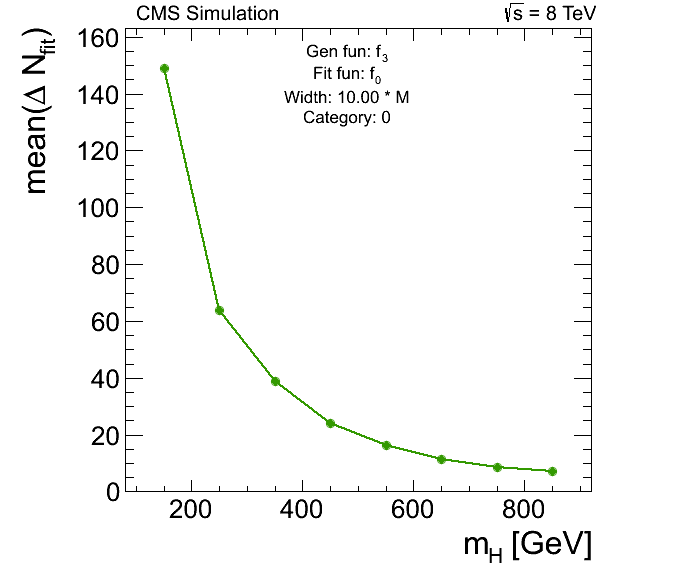 CMS Simulation
√s = 8 TeV
Gen fun: f3
Fit fun: f0
Width: 10.00 * M
Category: 0
mean(Δ Nfit)
160
140
120
100
80
60
40
20
0
200 400 600 800
mH [GeV]